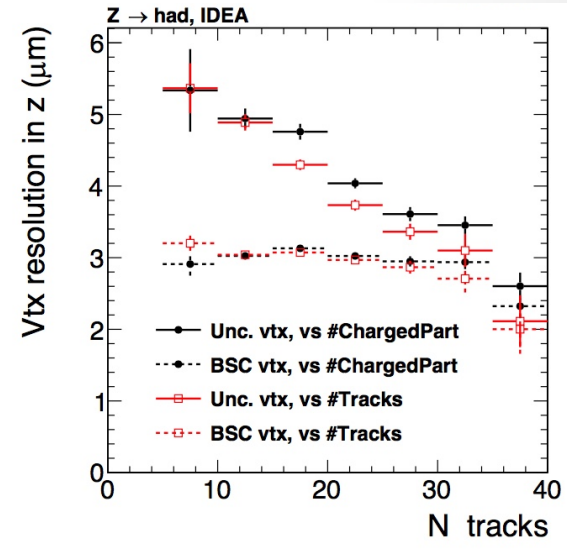 Z → had, IDEA
Vtx resolution in z (μm)
6
5
4
3
2
1
0
Unc. vtx, vs #ChargedPart
BSC vtx, vs #ChargedPart
Unc. vtx, vs #Tracks
BSC vtx, vs #Tracks
0 10 20 30 40
N tracks